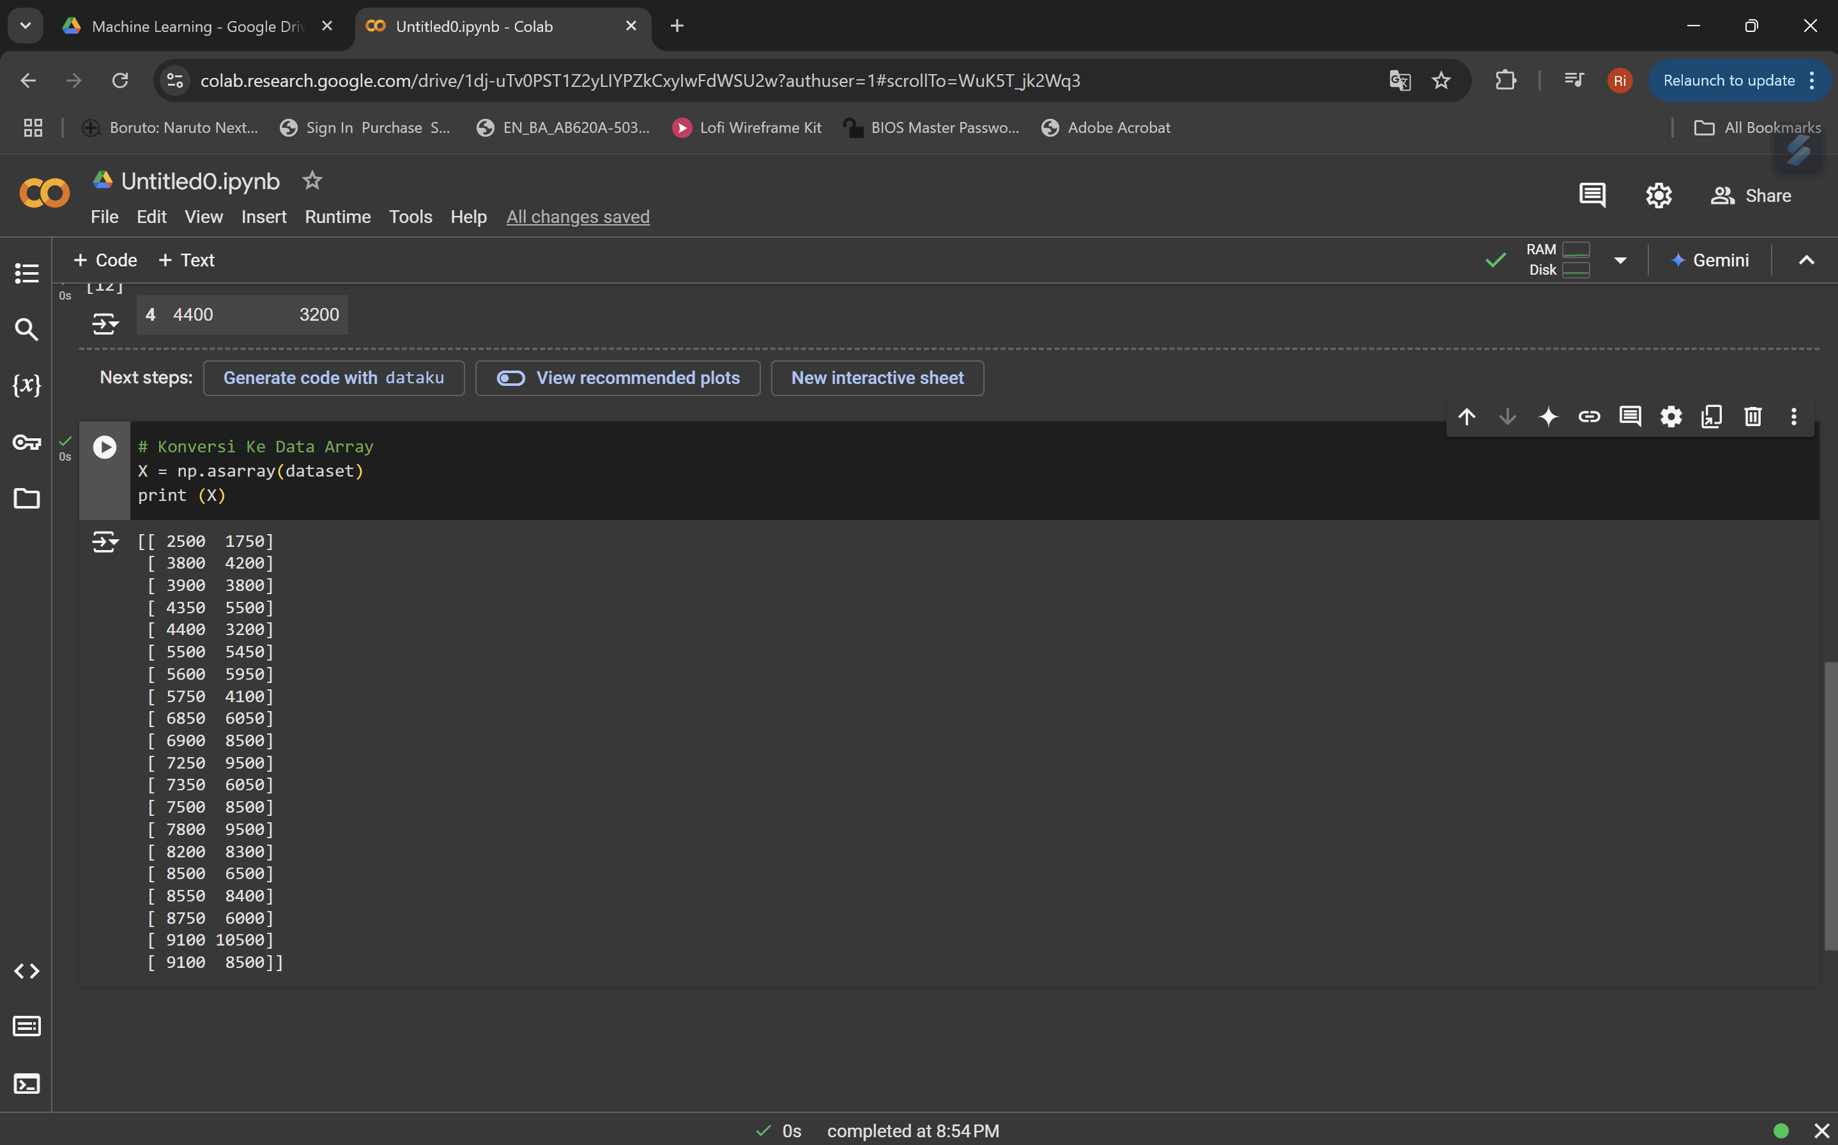 Machine Learning - Google Dri
Untitled0.ipynb - Colab
colab.research.google.com/drive/1dj-uTv0PST1Z2yLIYPZkCxyIwFdWSU2w?authuser=1#scrollTo=WuK5T_jk2Wq3
Ri
Relaunch to update
Boruto: Naruto Next...
Sign In Purchase S...
EN_BA_AB620A-503...
Lofi Wireframe Kit
BIOS Master Passwo...
Adobe Acrobat
All Bookmarks
Untitled0.ipynb
Share
File Edit View Insert Runtime Tools Help All changes saved
+ Code + Text
RAM
Disk
Gemini
0s
[12]
4 4400 3200
Next steps: Generate code with dataku View recommended plots New interactive sheet
0s
# Konversi Ke Data Array
X = np.asarray(dataset)
print (X)
[[ 2500  1750]
[ 3800  4200]
[ 3900  3800]
[ 4350  5500]
[ 4400  3200]
[ 5500  5450]
[ 5600  5950]
[ 5750  4100]
[ 6850  6050]
[ 6900  8500]
[ 7250  9500]
[ 7350  6050]
[ 7500  8500]
[ 7800  9500]
[ 8200  8300]
[ 8500  6500]
[ 8550  8400]
[ 8750  6000]
[ 9100 10500]
[ 9100  8500]]
0s completed at 8:54 PM